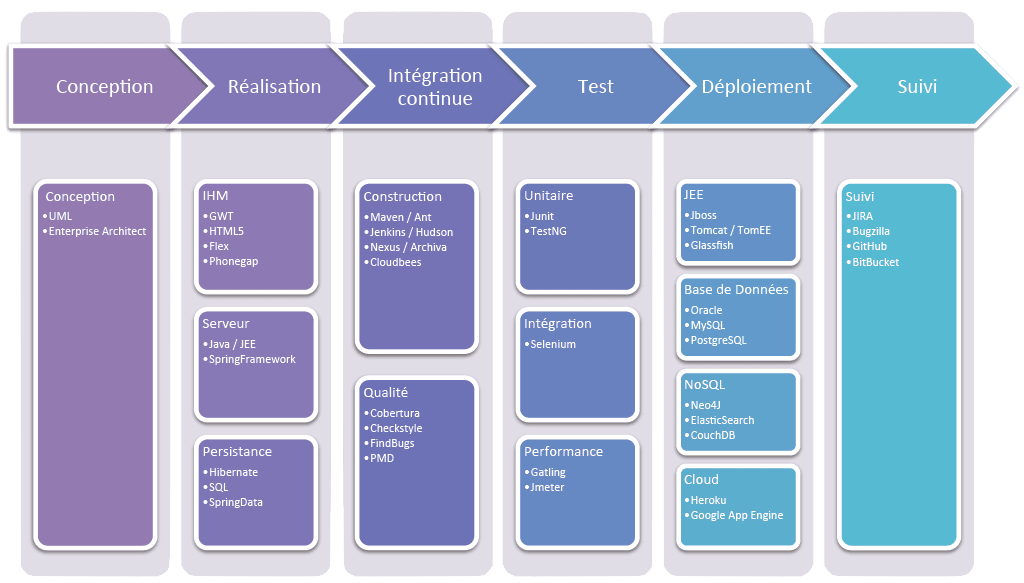 Conception
Réalisation
Intégration
continue
Test
Déploiement
Suivi
Conception
•UML
•Enterprise Architect
IHM
•GWT
•HTML5
•Flex
•Phonegap
Serveur
•Java / JEE
•SpringFramework
Persistance
•Hibernate
•SQL
•SpringData
Construction
•Maven / Ant
•Jenkins / Hudson
•Nexus / Archiva
•Cloudbees
Qualité
•Cobertura
•Checkstyle
•FindBugs
•PMD
Unitaire
•Junit
•TestNG
Intégration
•Selenium
Performance
•Gatling
•Jmeter
JEE
•Jboss
•Tomcat / TomEE
•Glassfish
Base de Données
•Oracle
•MySQL
•PostgreSQL
NoSQL
•Neo4J
•ElasticSearch
•CouchDB
Cloud
•Heroku
•Google App Engine
Suivi
•JIRA
•Bugzilla
•GitHub
•BitBucket